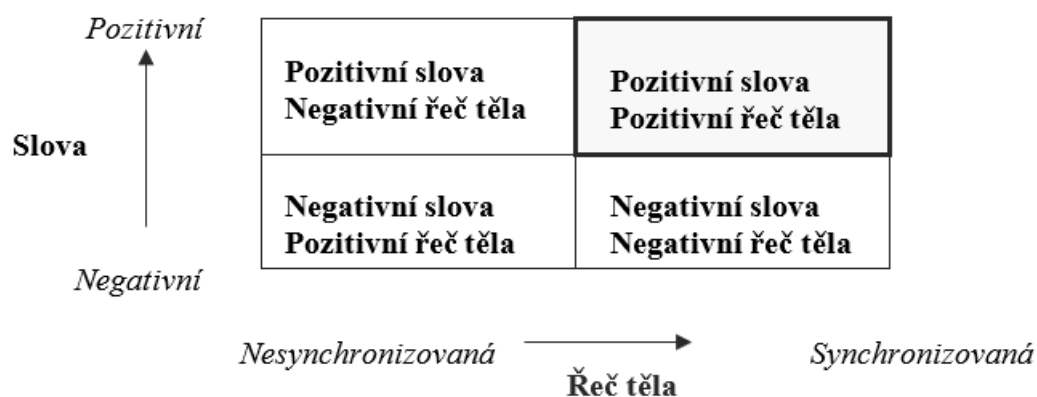 Pozitivní
Pozitivní slova
Negativní řeč těla
Pozitivní slova
Pozitivní řeč těla
Slova
Negativní slova
Pozitivní řeč těla
Negativní slova
Negativní řeč těla
Negativní
Nesynchronizovaná
Synchronizovaná
Řeč těla